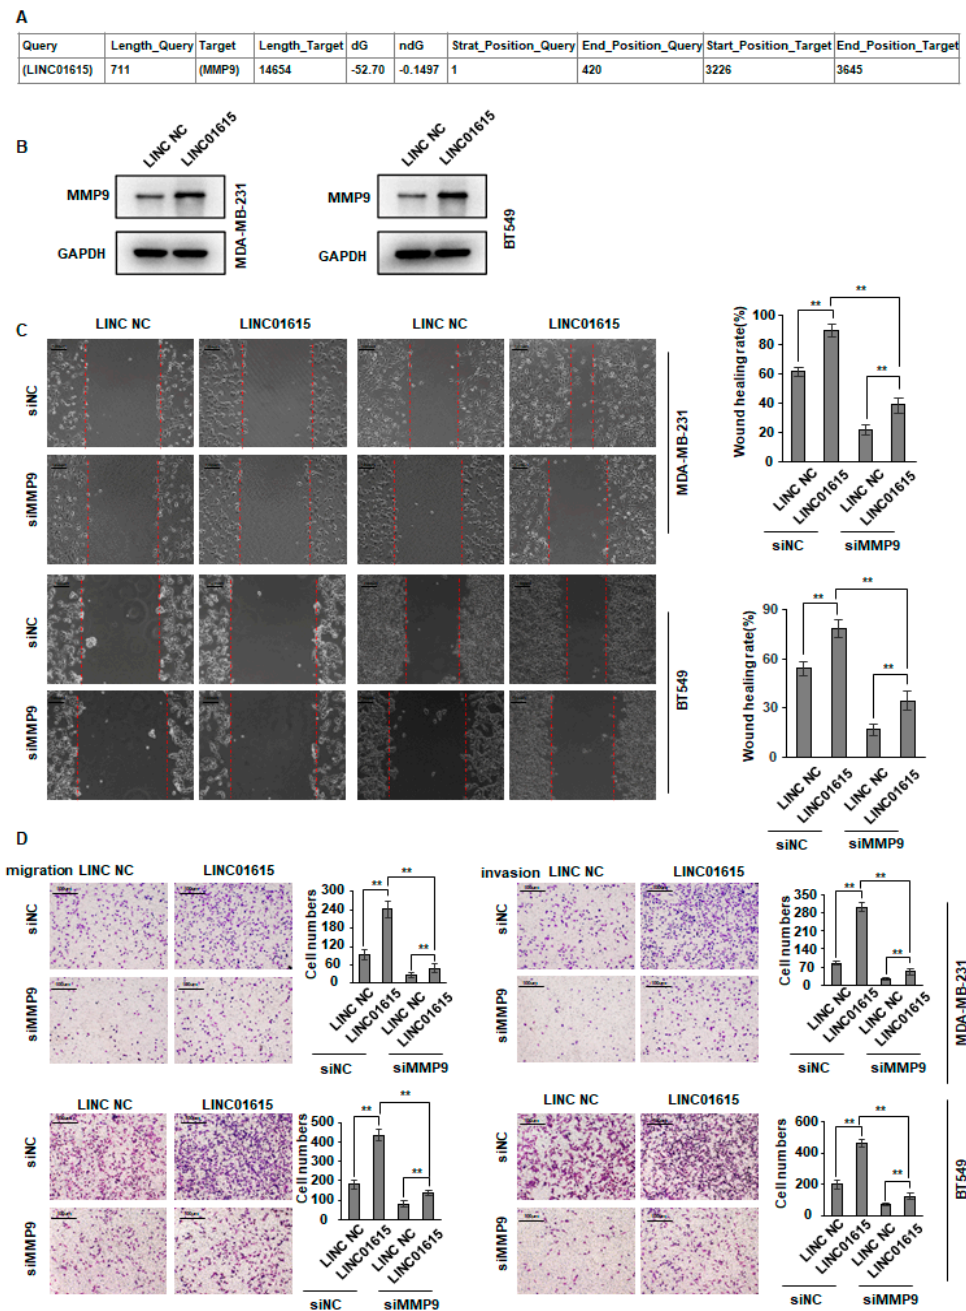 A
Query Length_Query Target Length_Target dG ndG Strat_Position_Query End_Position_Query Start_Position_Target End_Position_Target
(LINC01615) 711 (MMP9) 14654 -52.70 -0.1497 1 420 3226 3645
B
LINC NC LINC01615 LINC NC LINC01615
MMP9 MMP9
GAPDH GAPDH
MDA-MB-231 BT549
C
LINC NC LINC01615 LINC NC LINC01615
siNC
siMMP9
MDA-MB-231
siNC
siMMP9
BT549
Wound healing rate(%)
100
80
60
40
20
0
** ** **
LINC NC LINC01615 LINC NC LINC01615
siNC siMMP9
Wound healing rate(%)
90
60
30
0
** ** **
LINC NC LINC01615 LINC NC LINC01615
siNC siMMP9
D
migration LINC NC LINC01615
siNC
siMMP9
Cell numbers
300
240
180
120
60
0
** ** **
LINC NC LINC01615 LINC NC LINC01615
siNC siMMP9
invasion LINC NC LINC01615
siNC
siMMP9
Cell numbers
350
280
210
140
70
0
** ** **
LINC NC LINC01615 LINC NC LINC01615
siNC siMMP9
MDA-MB-231
LINC NC LINC01615
siNC
siMMP9
Cell numbers
500
400
300
200
100
0
** ** **
LINC NC LINC01615 LINC NC LINC01615
siNC siMMP9
LINC NC LINC01615
siNC
siMMP9
Cell numbers
600
400
200
0
** ** **
LINC NC LINC01615 LINC NC LINC01615
siNC siMMP9
BT549